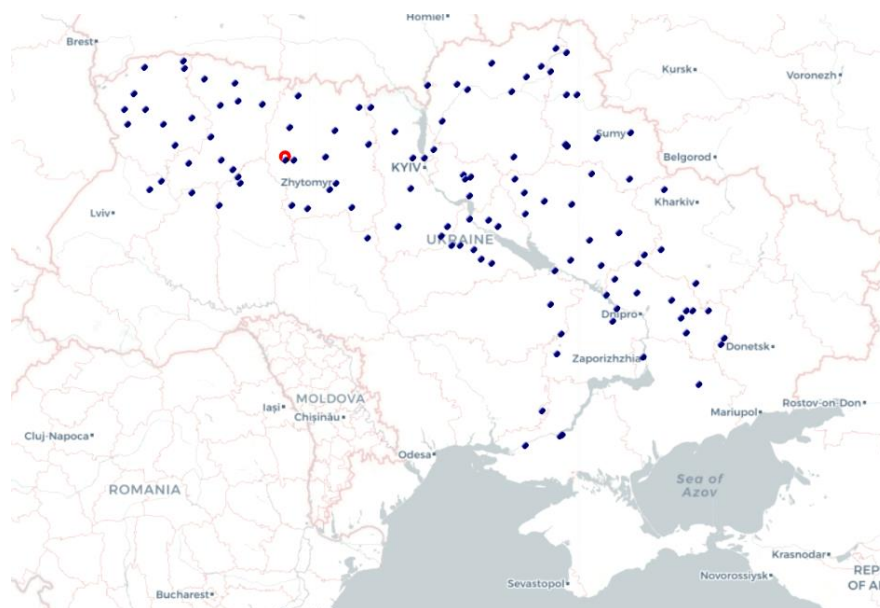 Homiel
Brest
Kursk
Voronezh
Sumy
Belgorod
KYIV
Zhytomyr
Lviv
Kharkiv
UKRAINE
Dnipro
Donetsk
Zaporizhzhia
MOLDOVA
Iași
Chișinău
Mariupol
Rostov-on-Don
Cluj-Napoca
Odesa
ROMANIA
Sea of
Azov
Krasnodar
Sevastopol
Novorossiysk
Bucharest